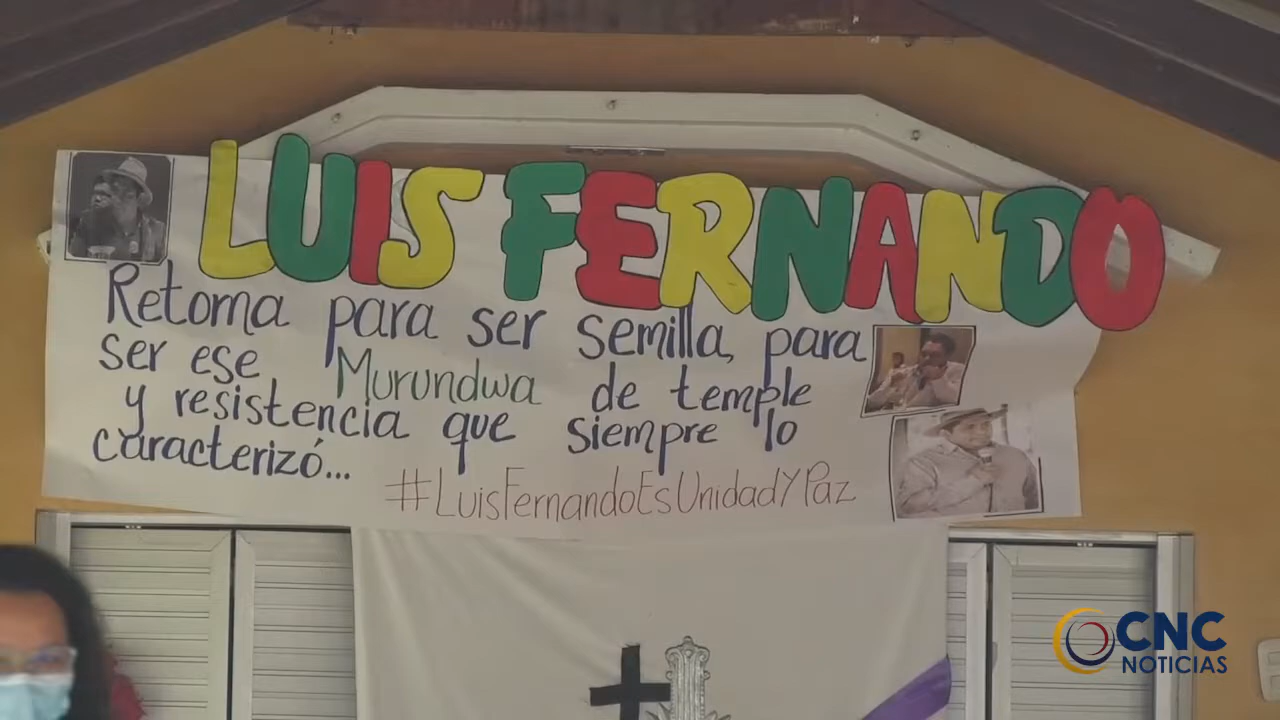 LUIS FERNANDO
Retoma para ser semilla, para
ser ese Murundwa de temple
y resistencia que siempre lo
caracterizó...
#LuisFernandoEsUnidadYPaz
CNC
NOTICIAS